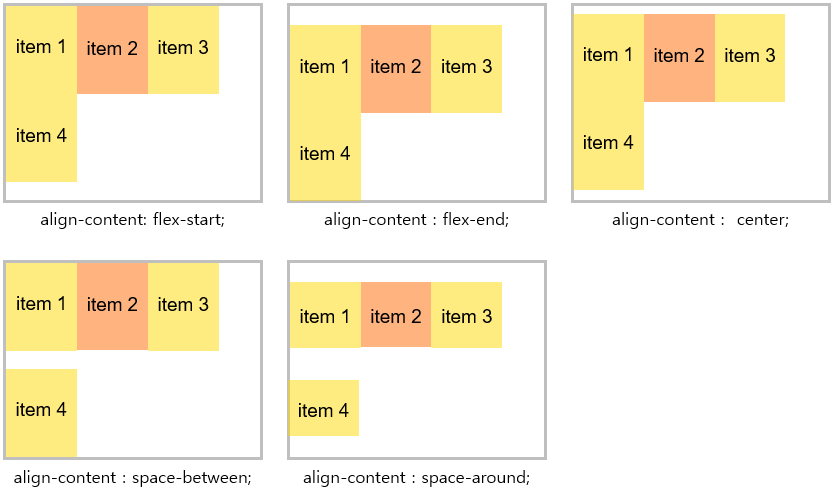 item 1 item 2 item 3
item 4
align-content: flex-start;
item 1 item 2 item 3
item 4
align-content : flex-end;
item 1 item 2 item 3
item 4
align-content :  center;
item 1 item 2 item 3
item 4
align-content : space-between;
item 1 item 2 item 3
item 4
align-content : space-around;